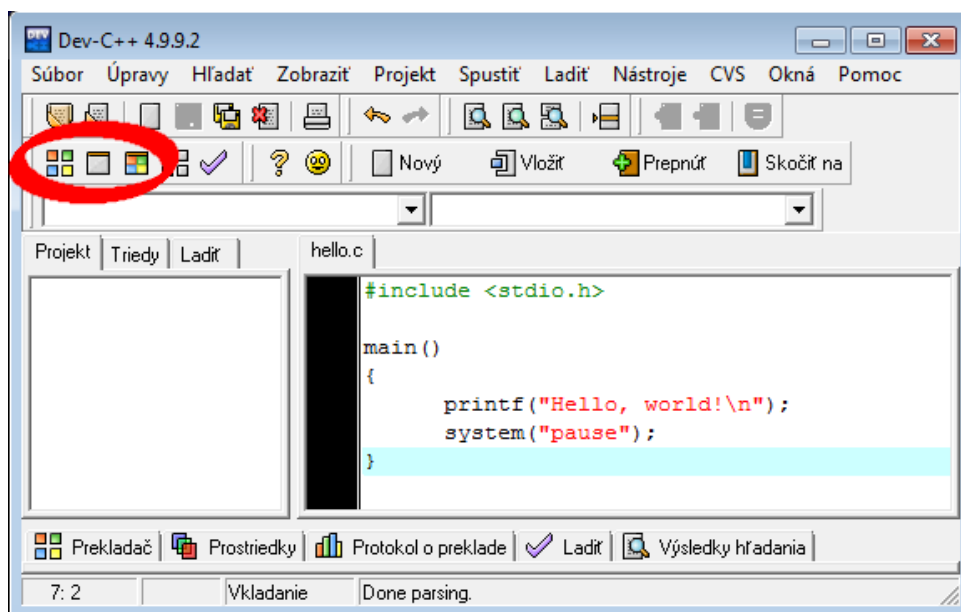 Dev-C++ 4.9.9.2
Súbor Úpravy Hľadať Zobraziť Projekt Spustiť Ladiť Nástroje CVS Okná Pomoc
Nový Vložiť Prepnúť Skočiť na
Projekt Triedy Ladiť hello.c
#include <stdio.h>
main()
{
printf("Hello, world!\n");
system("pause");
}
Prekladač Prostriedky Protokol o preklade Ladiť Výsledky hľadania
7: 2 Vkladanie Done parsing.